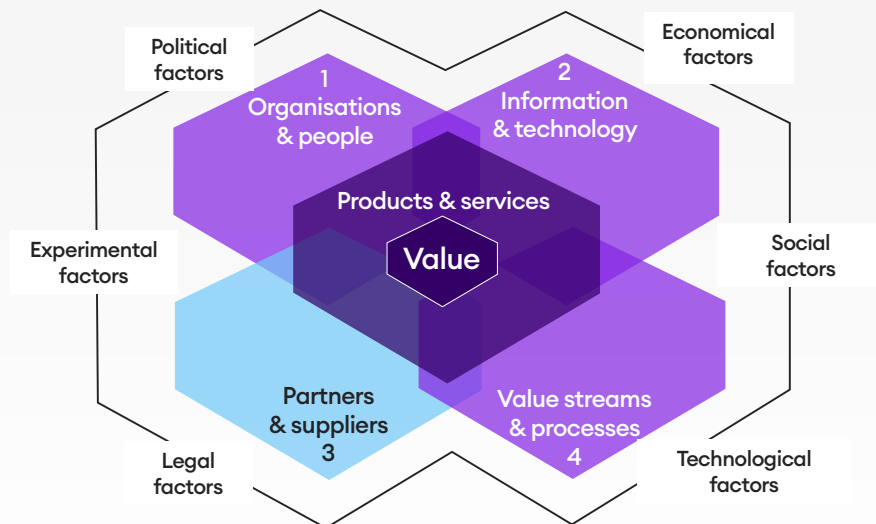 Political
factors
Economical
factors
1
Organisations
& people
2
Information
& technology
Products & services
Value
Experimental
factors
Social
factors
Partners
& suppliers
3
Value streams
& processes
4
Legal
factors
Technological
factors